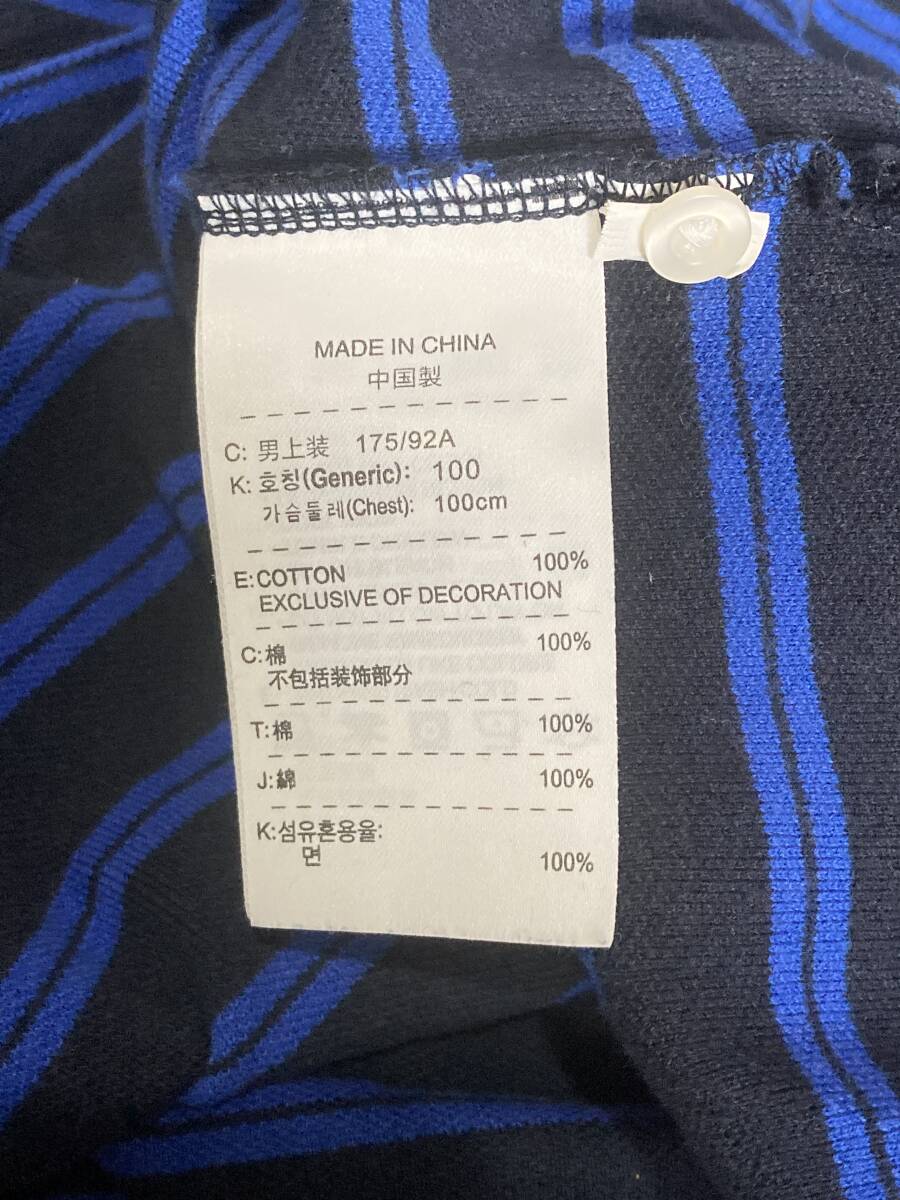 MADE IN CHINA
中国製
C: 男上装 175/92A
K: 호칭(Generic): 100
가슴둘레(Chest): 100cm
E:COTTON 100%
EXCLUSIVE OF DECORATION
C:棉 100%
不包括装饰部分
T:棉 100%
J:綿 100%
K:섬유혼용율:
면 100%